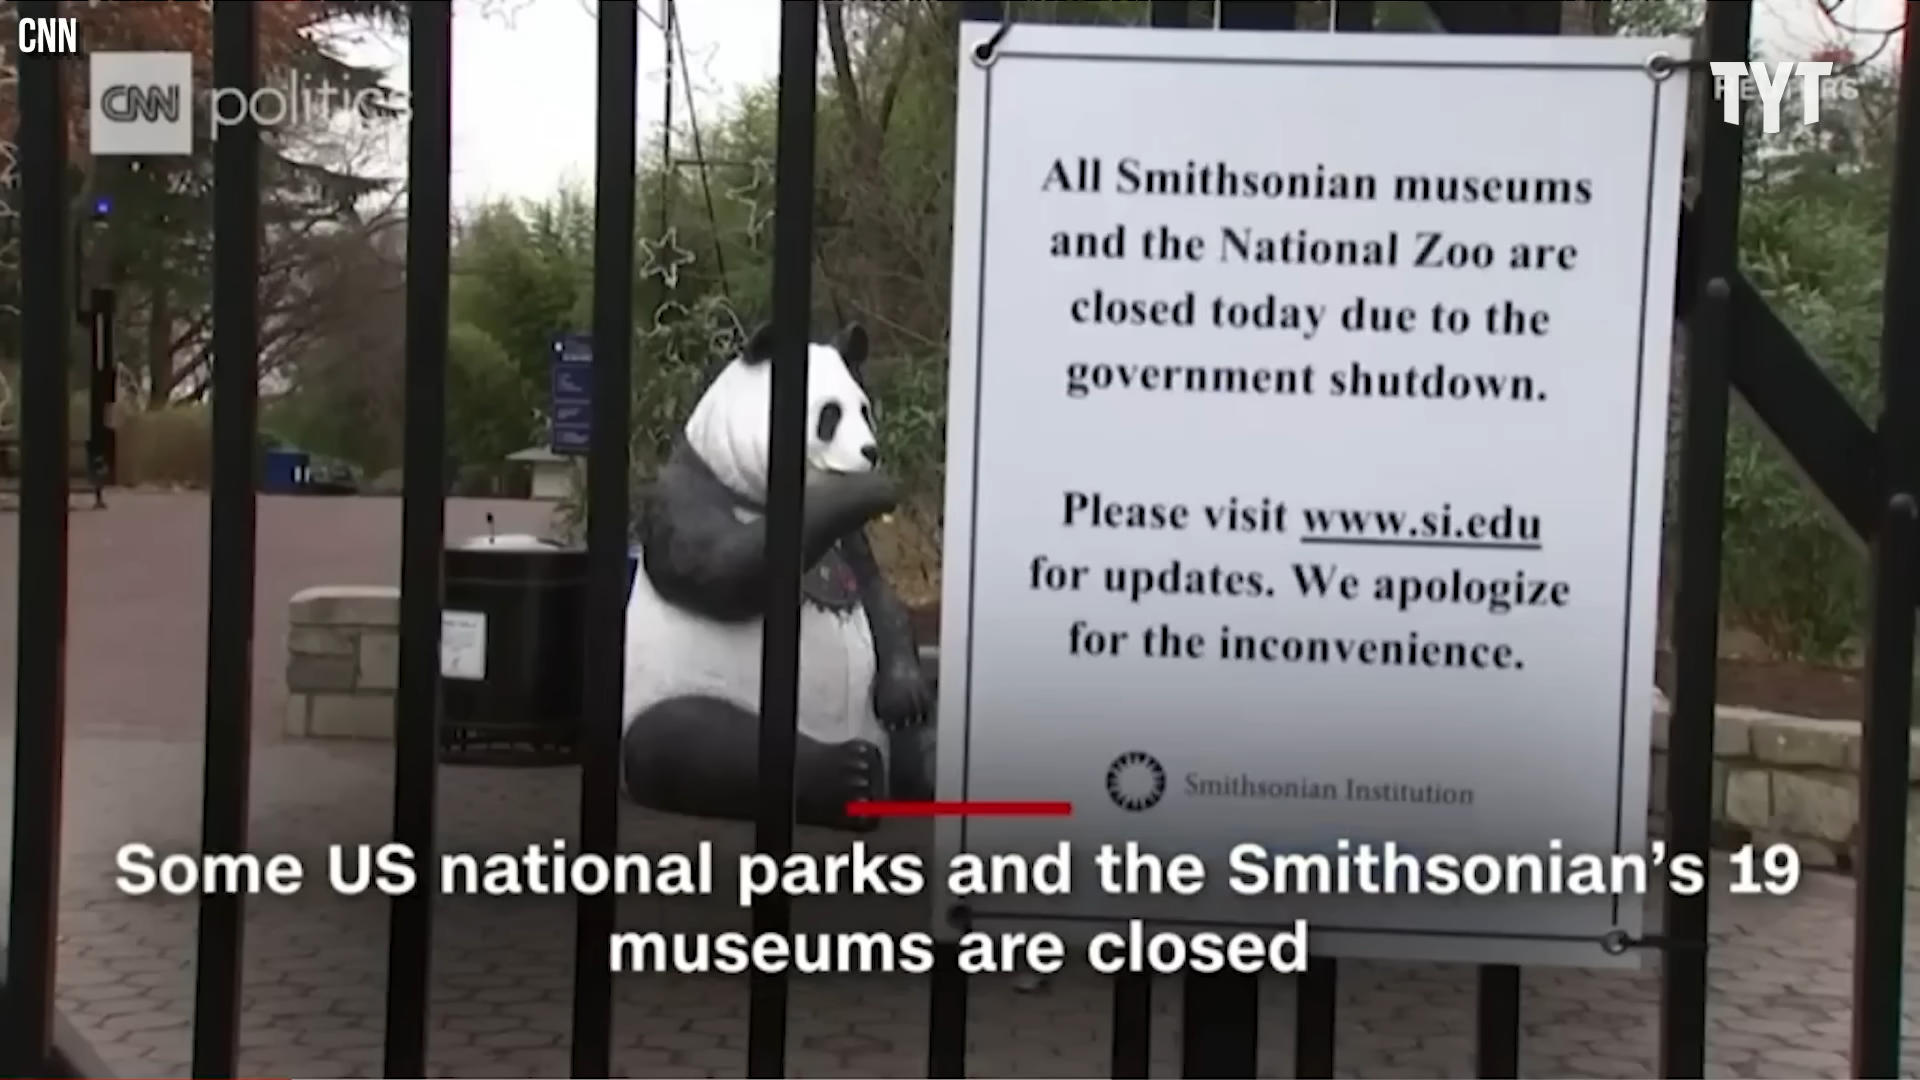 CNN
CNN politics
TYT
All Smithsonian museums
and the National Zoo are
closed today due to the
government shutdown.
Please visit www.si.edu
for updates. We apologize
for the inconvenience.
Smithsonian Institution
Some US national parks and the Smithsonian’s 19
museums are closed